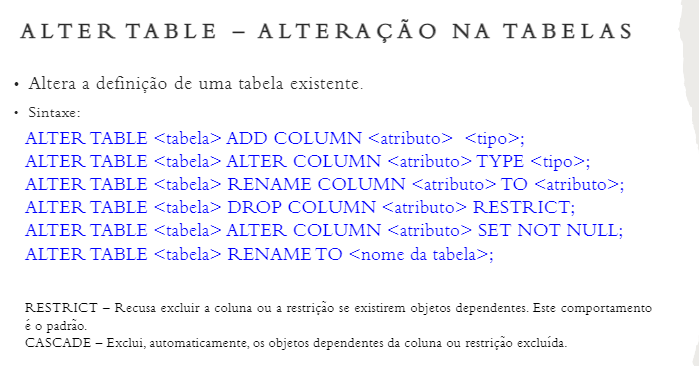 ALTER TABLE – ALTERAÇÃO NA TABELAS
• Altera a definição de uma tabela existente.
• Sintaxe:
ALTER TABLE <tabela> ADD COLUMN <atributo> <tipo>;
ALTER TABLE <tabela> ALTER COLUMN <atributo> TYPE <tipo>;
ALTER TABLE <tabela> RENAME COLUMN <atributo> TO <atributo>;
ALTER TABLE <tabela> DROP COLUMN <atributo> RESTRICT;
ALTER TABLE <tabela> ALTER COLUMN <atributo> SET NOT NULL;
ALTER TABLE <tabela> RENAME TO <nome da tabela>;
RESTRICT – Recusa excluir a coluna ou a restrição se existirem objetos dependentes. Este comportamento
é o padrão.
CASCADE – Exclui, automaticamente, os objetos dependentes da coluna ou restrição excluída.